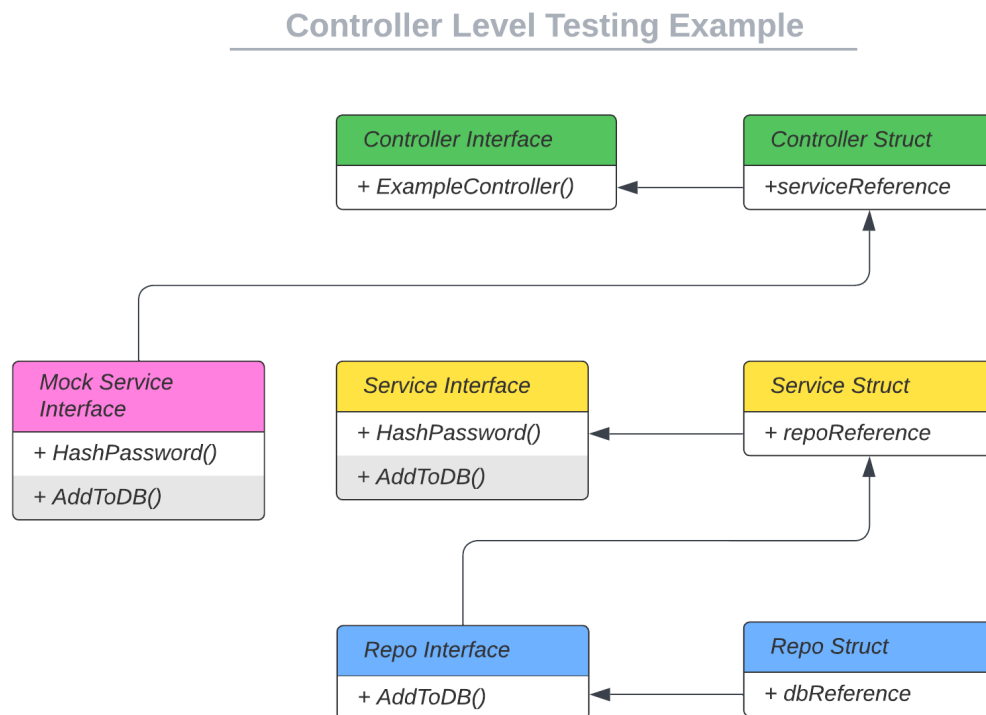 Controller Level Testing Example
Controller Interface
+ ExampleController()
Controller Struct
+serviceReference
Mock Service
Interface
+ HashPassword()
+ AddToDB()
Service Interface
+ HashPassword()
+ AddToDB()
Service Struct
+ repoReference
Repo Interface
+ AddToDB()
Repo Struct
+ dbReference